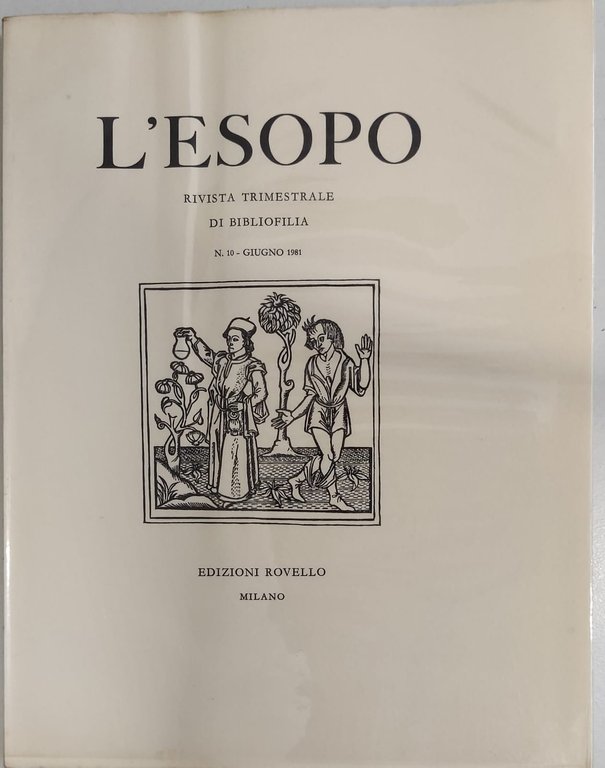 L'ESOPO
RIVISTA TRIMESTRALE
DI BIBLIOFILIA
N. 10 - GIUGNO 1981
EDIZIONI ROVELLO
MILANO